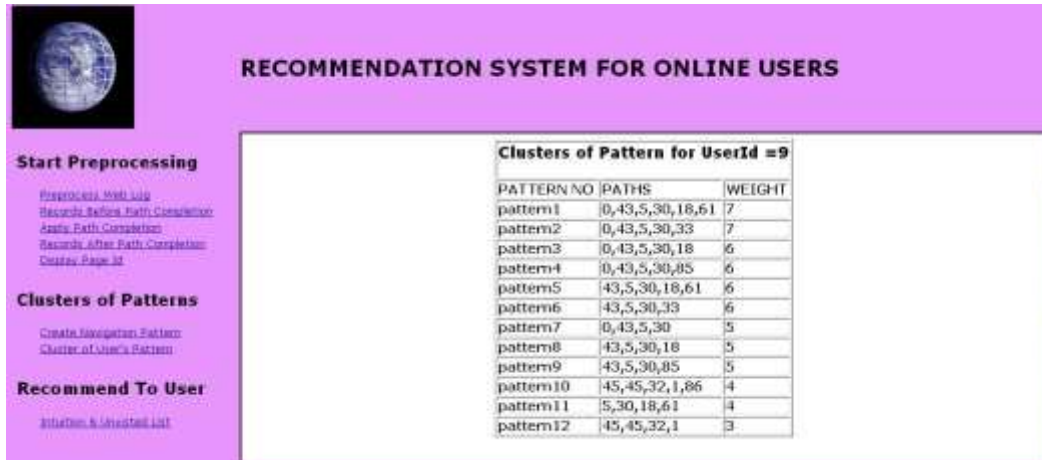 RECOMMENDATION SYSTEM FOR ONLINE USERS
Start Preprocessing
Preprocess Web Log
Records Before Path Completion
Apply Path Completion
Records After Path Completion
Display Page Id
Clusters of Patterns
Create Navigation Pattern
Cluster of User's Pattern
Recommend To User
Intuition & Unvisited List
Clusters of Pattern for UserId =9
PATTERN NO PATHS WEIGHT
pattern1 0,43,5,30,18,61 7
pattern2 0,43,5,30,33 7
pattern3 0,43,5,30,18 6
pattern4 0,43,5,30,85 6
pattern5 43,5,30,18,61 6
pattern6 43,5,30,33 6
pattern7 0,43,5,30 5
pattern8 43,5,30,18 5
pattern9 43,5,30,85 5
pattern10 45,45,32,1,86 4
pattern11 5,30,18,61 4
pattern12 45,45,32,1 3